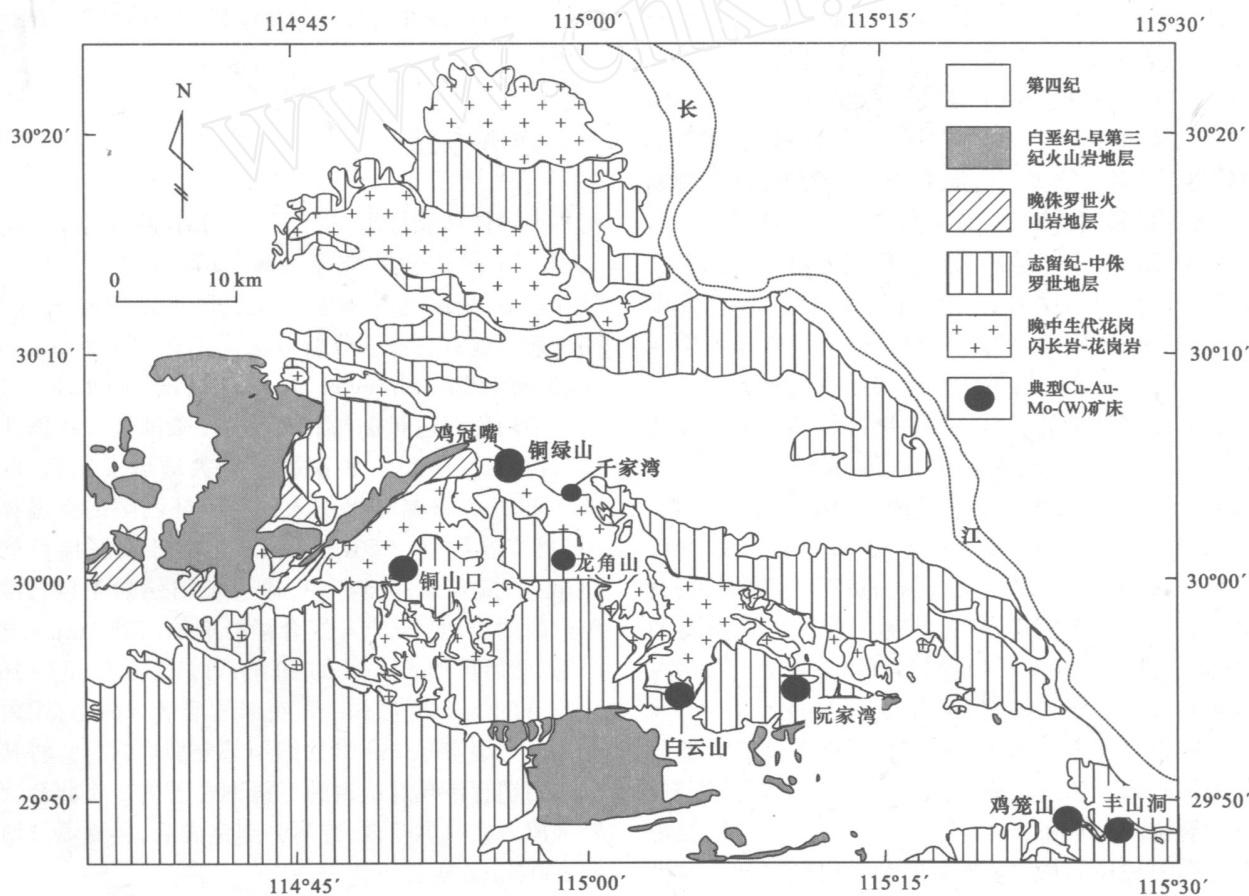 www.cnki.n
114°45′
115°00′
115°15′
115°30′
30°20′
30°20′
30°10′
30°10′
30°00′
30°00′
29°50′
29°50′
N
0
10 km
长
江
第四纪
白垩纪-早第三
纪火山岩地层
晚侏罗世火
山岩地层
志留纪-中侏
罗世地层
晚中生代花岗
闪长岩-花岗岩
典型Cu-Au-
Mo-(W)矿床
鸡冠嘴
铜绿山
千家湾
龙角山
铜山口
白云山
阮家湾
鸡笼山
丰山洞
114°45′
115°00′
115°15′
115°30′